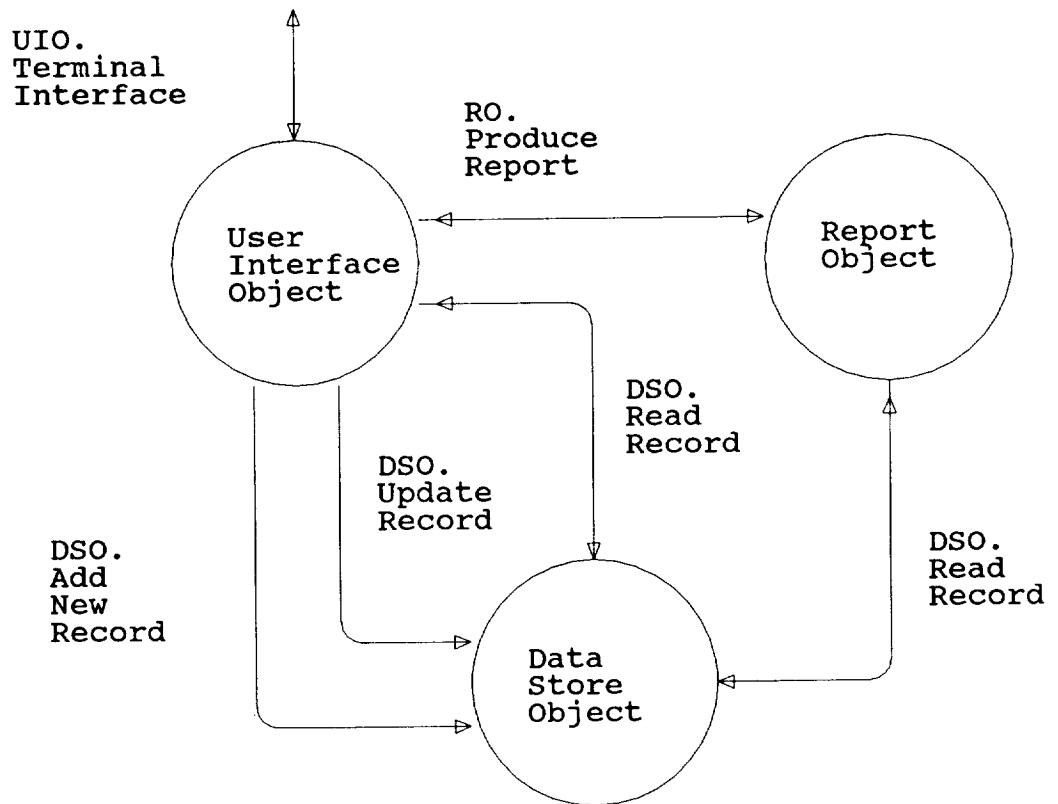 UIO.
Terminal
Interface
RO.
Produce
Report
User
Interface
Object
Report
Object
DSO.
Read
Record
DSO.
Update
Record
DSO.
Add
New
Record
DSO.
Read
Record
Data
Store
Object